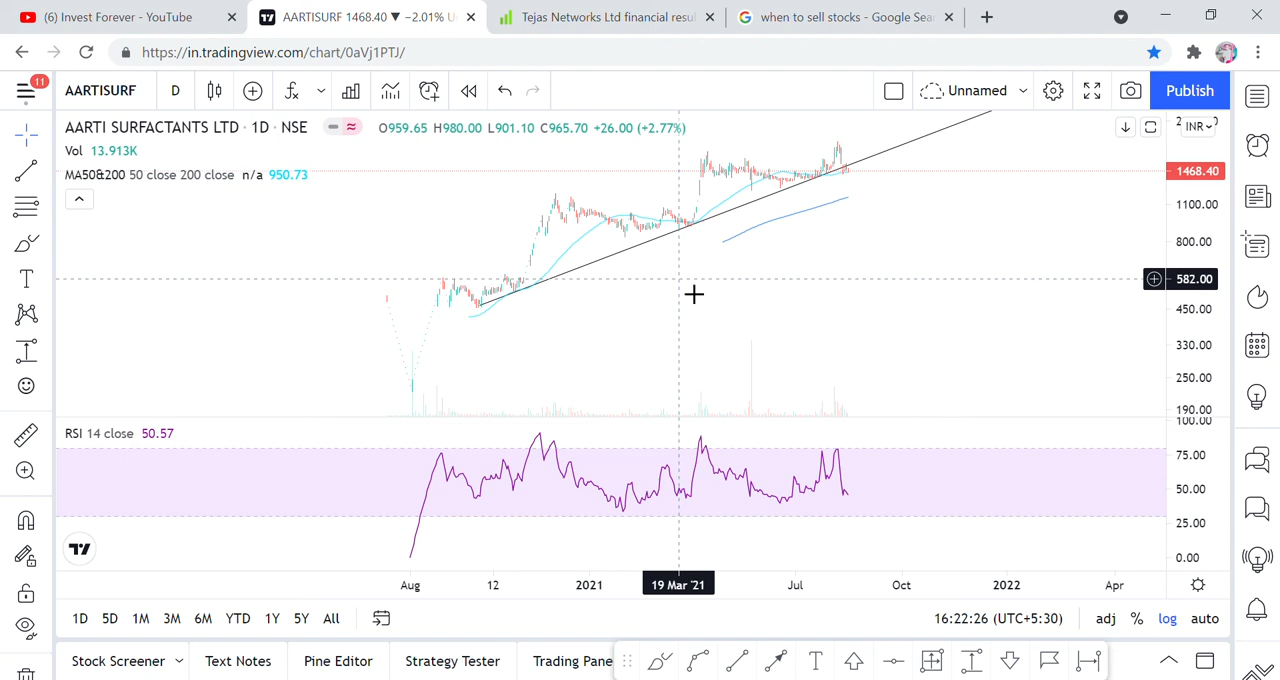 (6) Invest Forever - YouTube
AARTISURF 1468.40 ▼ −2.01% U
Tejas Networks Ltd financial resu
when to sell stocks - Google Sea
https://in.tradingview.com/chart/0aVj1PTJ/
11
AARTISURF
D
Unnamed
Publish
AARTI SURFACTANTS LTD · 1D · NSE
O959.65 H980.00 L901.10 C965.70 +26.00 (+2.77%)
INR
Vol 13.913K
MA50&200 50 close 200 close n/a 950.73
1468.40
1100.00
800.00
582.00
450.00
330.00
250.00
190.00
100.00
RSI 14 close 50.57
75.00
50.00
25.00
0.00
Aug 12 2021 19 Mar '21 Jul Oct 2022 Apr
1D 5D 1M 3M 6M YTD 1Y 5Y All
16:22:26 (UTC+5:30) adj % log auto
Stock Screener Text Notes Pine Editor Strategy Tester Trading Pane